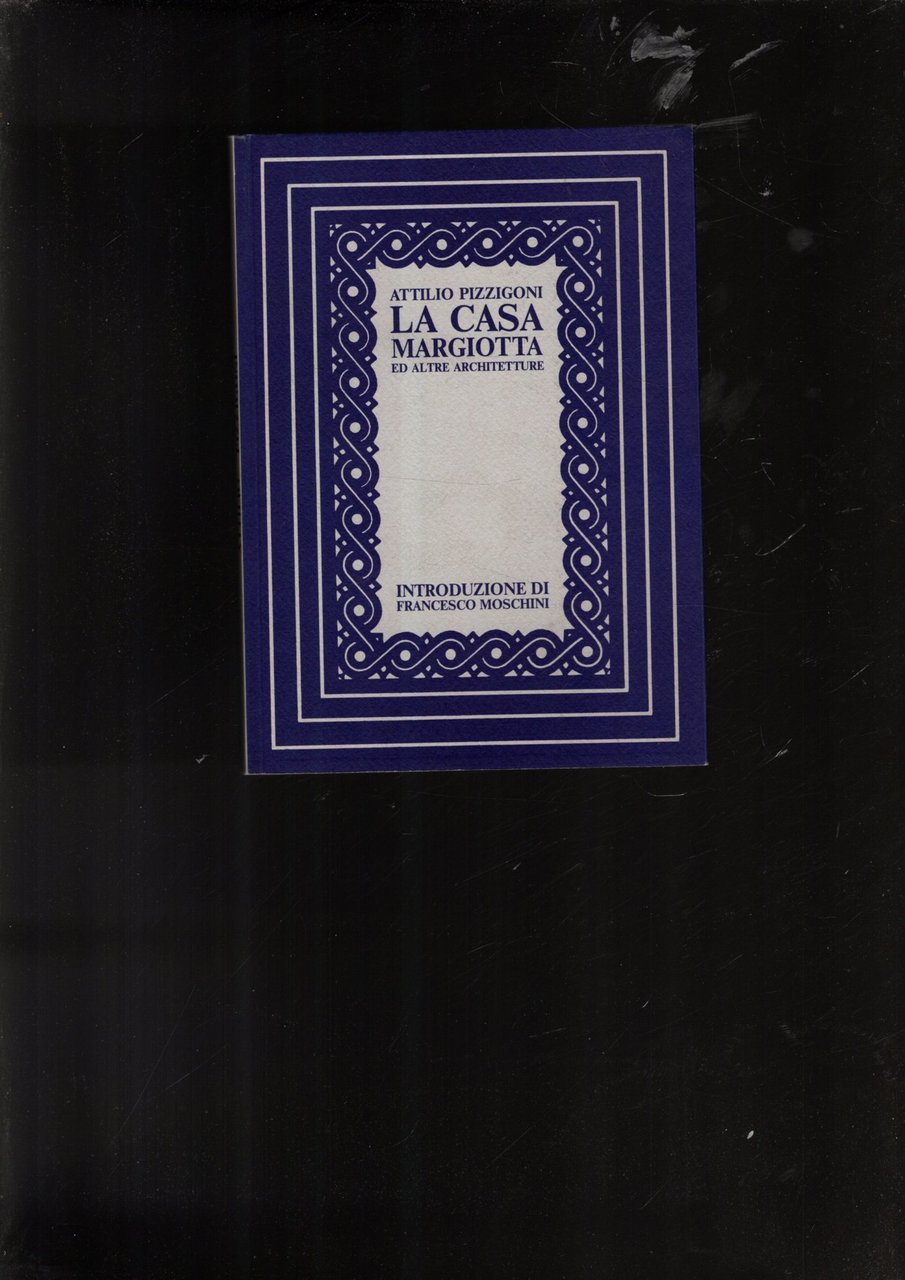 ATTILIO PIZZIGONI
LA CASA
MARGIOTTA
ED ALTRE ARCHITETTURE
INTRODUZIONE DI
FRANCESCO MOSCHINI